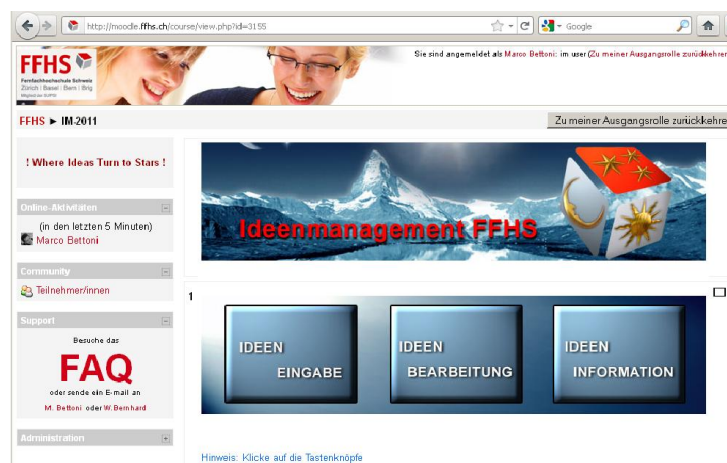 http://moodle.ffhs.ch/course/view.php?id=3155
Google
FFHS
Fernfachhochschule Schweiz
Zürich | Basel | Bern | Brig
Mitglied der SUPSI
Sie sind angemeldet als Marco Bettoni: im user (Zu meiner Ausgangsrolle zurückkehren
FFHS ► IM-2011
Zu meiner Ausgangsrolle zurückkehre
! Where Ideas Turn to Stars !
Ideenmanagement FFHS
Online-Aktivitäten
(in den letzten 5 Minuten)
Marco Bettoni
Community
Teilnehmer/innen
Support
Besuche das
FAQ
oder sende ein E-mail an
M. Bettoni oder W. Bernhard
Administration
1
IDEEN
EINGABE
IDEEN
BEARBEITUNG
IDEEN
INFORMATION
Hinweis: Klicke auf die Tastenknöpfe